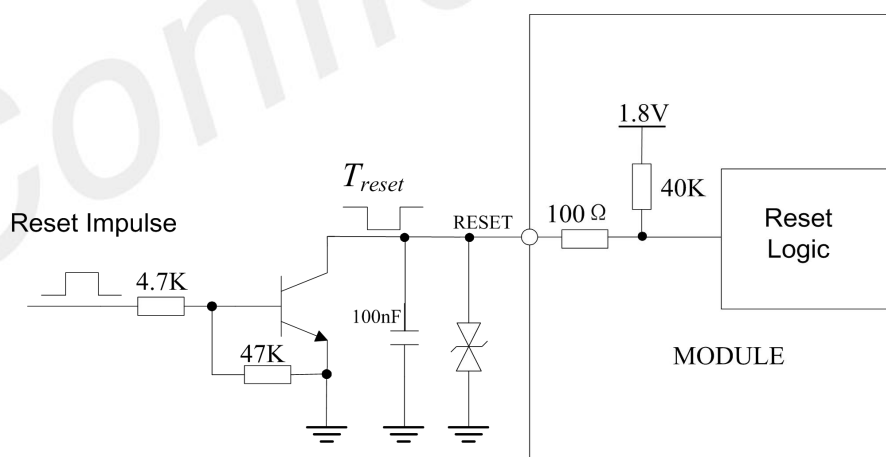 1.8V
T_reset
40K
Reset Impulse
RESET
100 Ω
Reset
Logic
4.7K
100nF
47K
MODULE